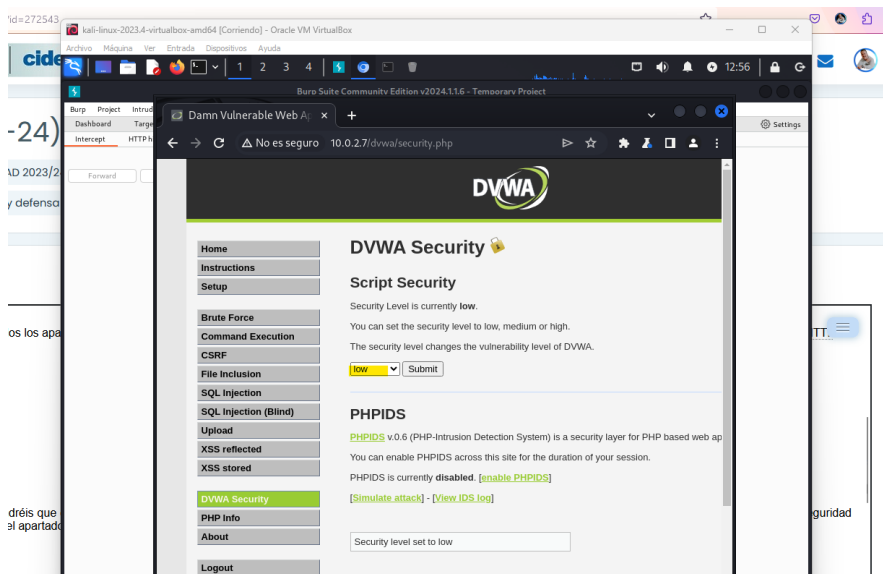 ?id=272543
kali-linux-2023.4-virtualbox-amd64 [Corriendo] - Oracle VM VirtualBox
Archivo Máquina Ver Entrada Dispositivos Ayuda
cide
1 2 3 4
12:56
Burp Suite Community Edition v2024.1.1.6 - Temporary Project
Burp Project Intrud
Damn Vulnerable Web Ap
Dashboard Targe
Settings
-24)
Intercept HTTP h
No es seguro 10.0.2.7/dvwa/security.php
AD 2023/2
Forward
y defensa
DVWA
Home
Instructions
Setup
Brute Force
Command Execution
CSRF
File Inclusion
SQL Injection
SQL Injection (Blind)
Upload
XSS reflected
XSS stored
DVWA Security
PHP Info
About
Logout
DVWA Security
Script Security
Security Level is currently low.
You can set the security level to low, medium or high.
The security level changes the vulnerability level of DVWA.
low Submit
PHPIDS
PHPIDS v.0.6 (PHP-Intrusion Detection System) is a security layer for PHP based web ap
You can enable PHPIDS across this site for the duration of your session.
PHPIDS is currently disabled. [enable PHPIDS]
[Simulate attack] - [View IDS log]
Security level set to low
os los apa
ITT.
dréis que
guridad
el apartado